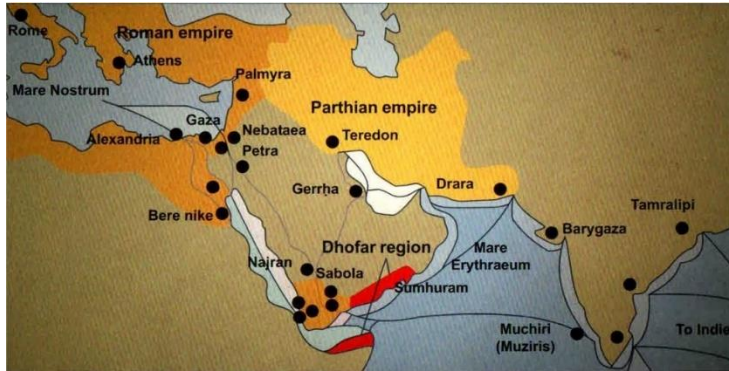 Rome
Roman empire
Athens
Palmyra
Mare Nostrum
Parthian empire
Gaza
Nebataea
Alexandria
Teredon
Petra
Gerrha
Drara
Tamralipi
Bere nike
Barygaza
Dhofar region
Mare
Erythraeum
Najran
Sabola
Sumhuram
Muchiri
(Muziris)
To Indie